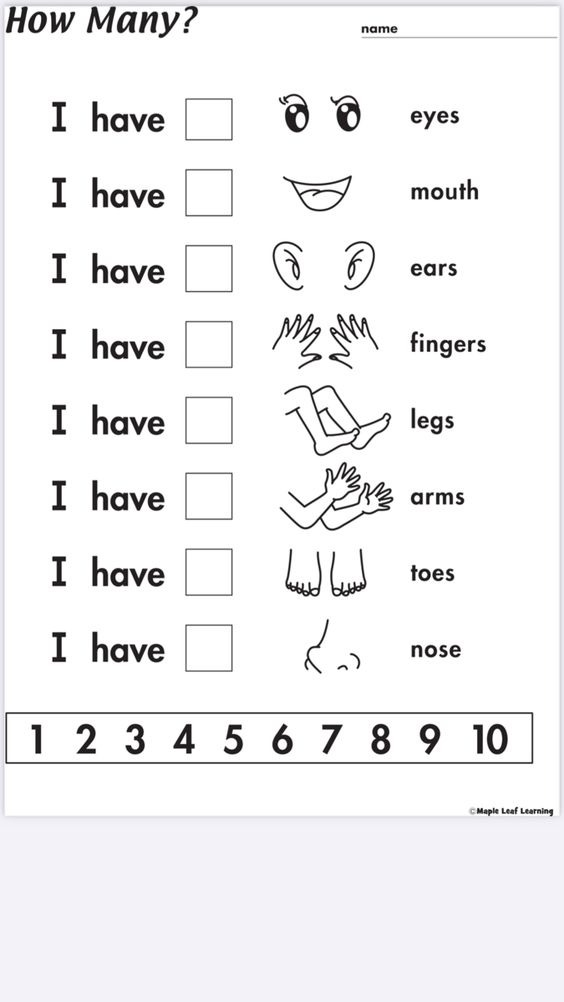 How Many?
name
I have eyes
I have mouth
I have ears
I have fingers
I have legs
I have arms
I have toes
I have nose
1 2 3 4 5 6 7 8 9 10
©Maple Leaf Learning